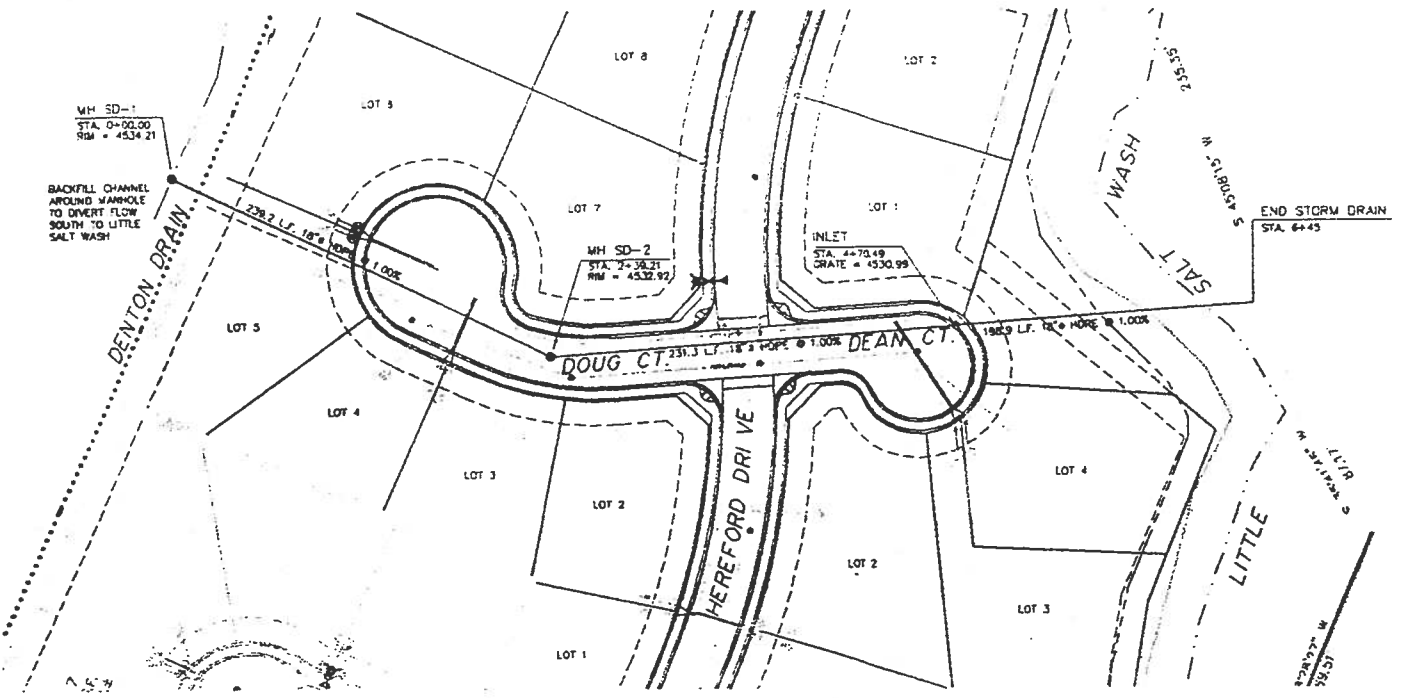 MH SD-1
STA. 0+00.00
RIM = 4534.21
BACKFILL CHANNEL
AROUND MANHOLE
TO DIVERT FLOW
SOUTH TO LITTLE
SALT WASH
DENTON DRAIN
239.2 L.F. 18"ø HDPE @ 1.00%
LOT 8
LOT 7
LOT 5
LOT 4
LOT 3
LOT 2
LOT 1
MH SD-2
STA. 2+39.21
RIM = 4532.92
DOUG CT.
231.3 L.F. 18"ø HDPE @ 1.00%
DEAN CT.
HEREFORD DRIVE
LOT 2
LOT 1
INLET
STA. 4+70.49
GRATE = 4530.99
END STORM DRAIN
STA. 6+45
L.F. 18"ø HDPE @ 1.00%
LOT 4
LOT 2
LOT 3
235.35'
WASH
SALT
LITTLE